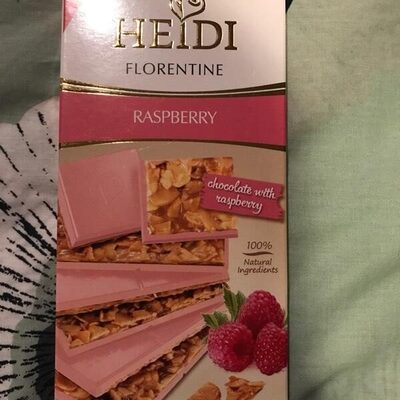 HEIDI
FLORENTINE
RASPBERRY
chocolate with
raspberry
100%
Natural
Ingredients